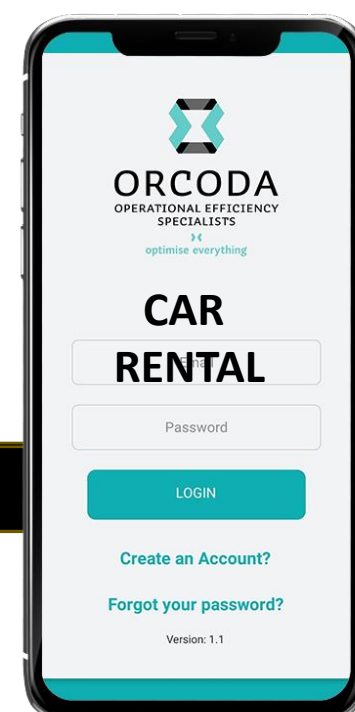 ORCODA
OPERATIONAL EFFICIENCY
SPECIALISTS
optimise everything
CAR
RENTAL
Email
Password
LOGIN
Create an Account?
Forgot your password?
Version: 1.1